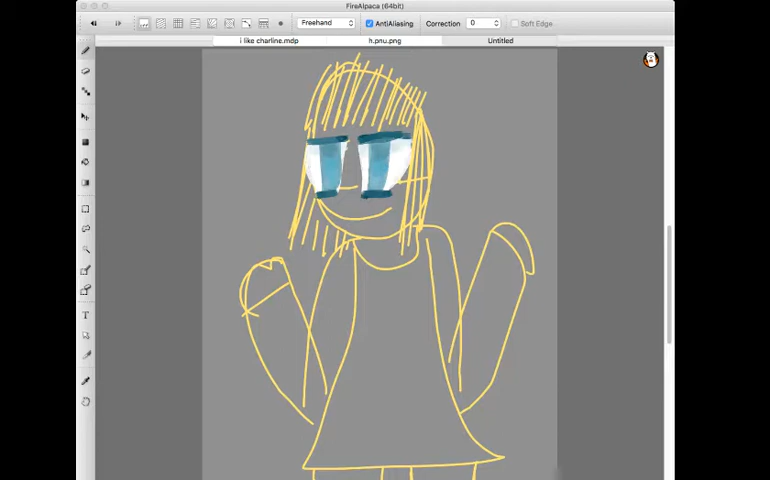 FireAlpaca (64bit)
Freehand AntiAliasing Correction 0 Soft Edge
i like charline.mdp h.pnu.png Untitled
T